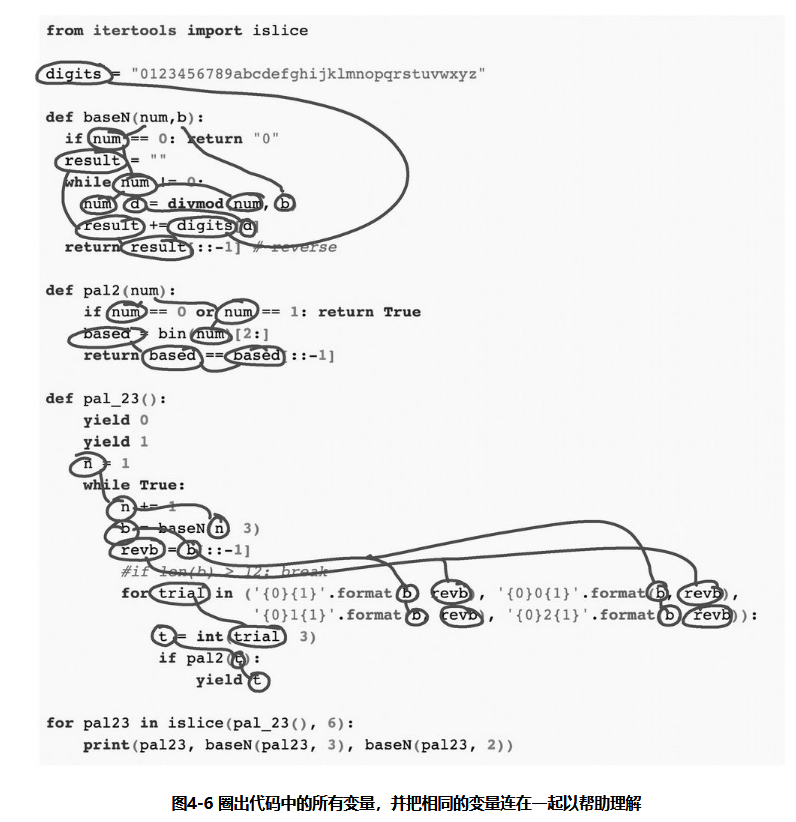 from itertools import islice
digits = "0123456789abcdefghijklmnopqrstuvwxyz"
def baseN(num,b):
if num == 0: return "0"
result = ""
while num != 0:
num, d = divmod(num, b)
result += digits[d]
return result[::-1] # reverse
def pal2(num):
if num == 0 or num == 1: return True
based = bin(num)[2:]
return based == based[::-1]
def pal_23():
yield 0
yield 1
n = 1
while True:
n += 1
b = baseN(n, 3)
revb = b[::-1]
#if len(b) > 12: break
for trial in ('{0}{1}'.format(b, revb), '{0}0{1}'.format(b, revb),
'{0}1{1}'.format(b, revb), '{0}2{1}'.format(b, revb)):
t = int(trial, 3)
if pal2(t):
yield t
for pal23 in islice(pal_23(), 6):
print(pal23, baseN(pal23, 3), baseN(pal23, 2))
图4-6 圈出代码中的所有变量，并把相同的变量连在一起以帮助理解